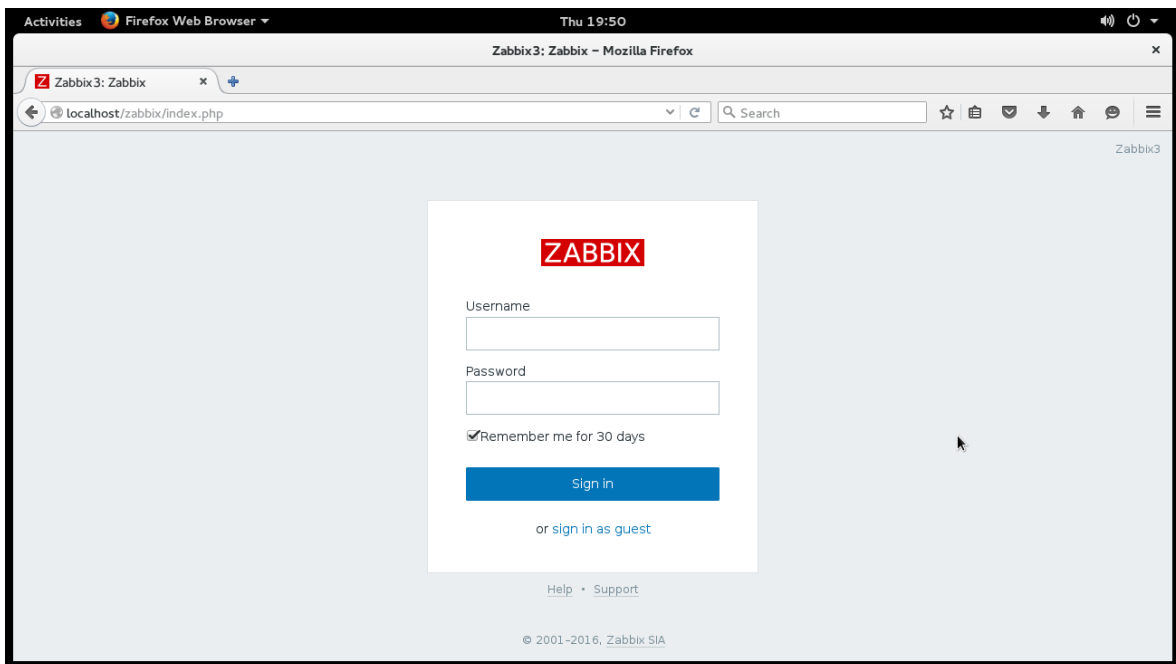 Activities Firefox Web Browser Thu 19:50
Zabbix3: Zabbix – Mozilla Firefox
Z Zabbix3: Zabbix
localhost/zabbix/index.php Search
Zabbix3
ZABBIX
Username
Password
Remember me for 30 days
Sign in
or sign in as guest
Help • Support
© 2001–2016, Zabbix SIA